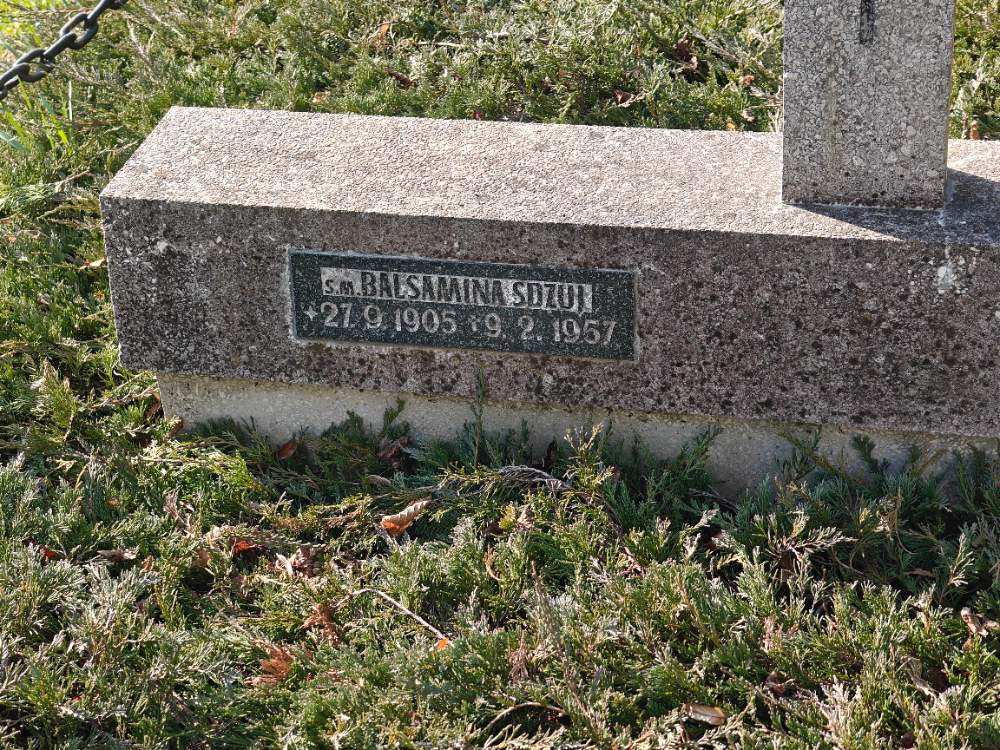 S.M. BALSAMINA SDZUJ
*27. 9. 1905 †9. 2. 1957